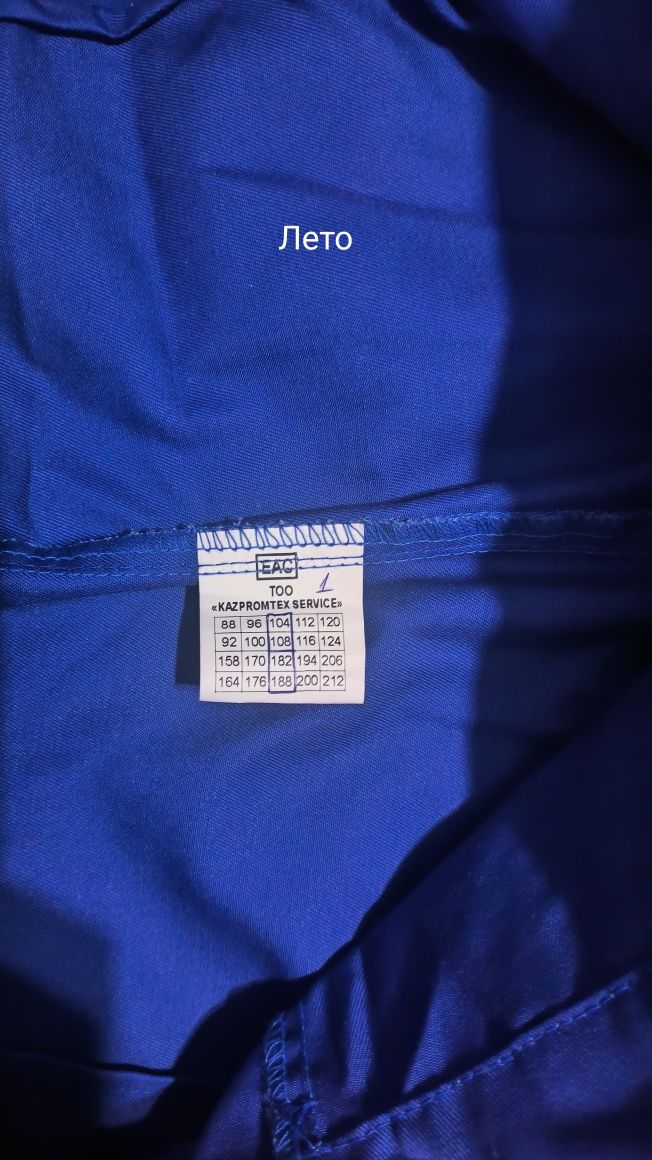 Лето
EAC
ТОО 1
«KAZPROMTEX SERVICE»
88 96 104 112 120
92 100 108 116 124
158 170 182 194 206
164 176 188 200 212